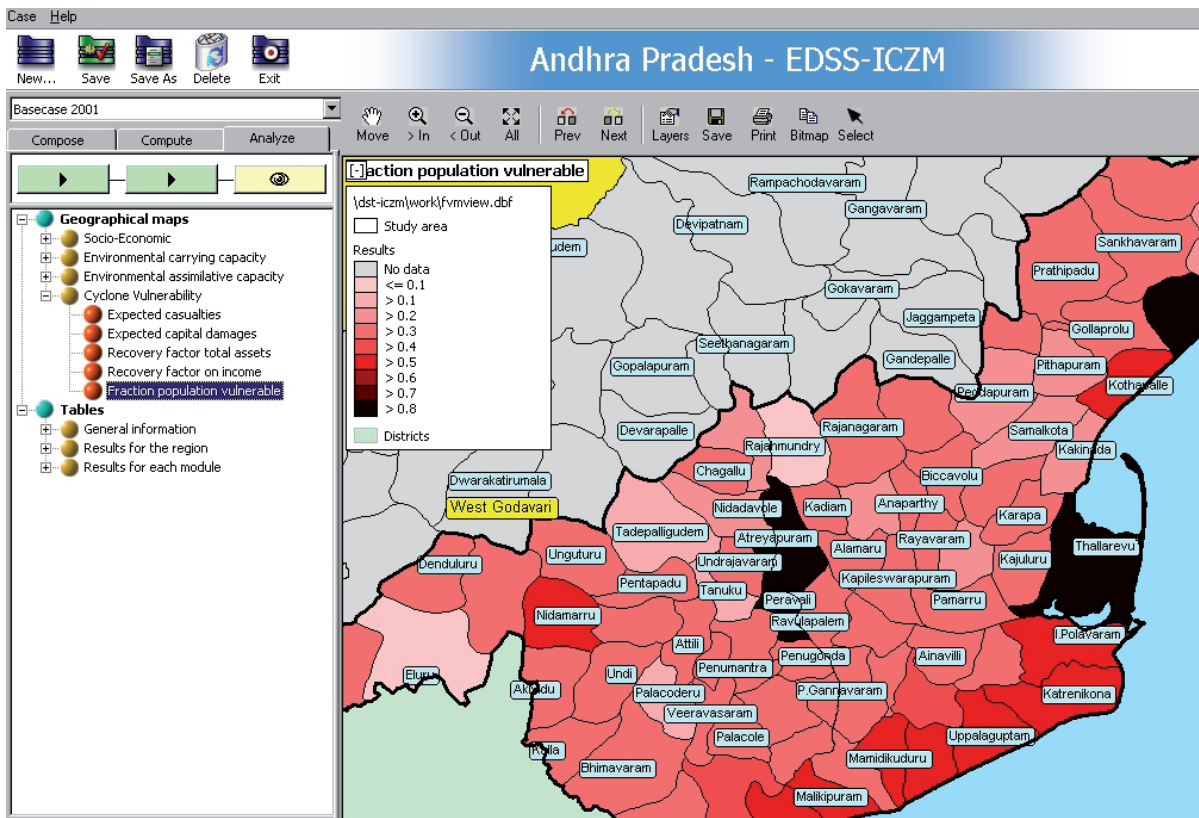 Case Help
New... Save Save As Delete Exit
Andhra Pradesh - EDSS-ICZM
Basecase 2001
Compose Compute Analyze
Move > In < Out All Prev Next Layers Save Print Bitmap Select
Geographical maps
Socio-Economic
Environmental carrying capacity
Environmental assimilative capacity
Cyclone Vulnerability
Expected casualties
Expected capital damages
Recovery factor total assets
Recovery factor on income
Fraction population vulnerable
Tables
General information
Results for the region
Results for each module
[-]action population vulnerable
\dst-iczm\work\fvmview.dbf
Study area
Results
No data
<= 0.1
> 0.1
> 0.2
> 0.3
> 0.4
> 0.5
> 0.6
> 0.7
> 0.8
Districts
Rampachodavaram
Gangavaram
Devipatnam
udem
Sankhavaram
Prathipadu
Gokavaram
Jaggampeta
Gollaprolu
Seethanagaram
Gandepalle
Gopalapuram
Pithapuram
Kothapalle
Peddapuram
Devarapalle
Rajanagaram
Samalkota
Rajahmundry
Kakinada
Chagallu
Biccavolu
Dwarakatirumala
West Godavari
Nidadavole
Kadiam
Anaparthy
Karapa
Tadepalligudem
Atreyapuram
Rayavaram
Thallarevu
Unguturu
Alamaru
Denduluru
Undrajavaram
Kajuluru
Pentapadu
Kapileswarapuram
Tanuku
Peravali
Pamarru
Nidamarru
Ravulapalem
I.Polavaram
Attili
Penugonda
Ainavilli
Undi
Penumantra
Eluru
Palacoderu
P.Gannavaram
Katrenikona
Veeravasaram
Palacole
Uppalaguptam
Mamidikuduru
Bhimavaram
Malikipuram